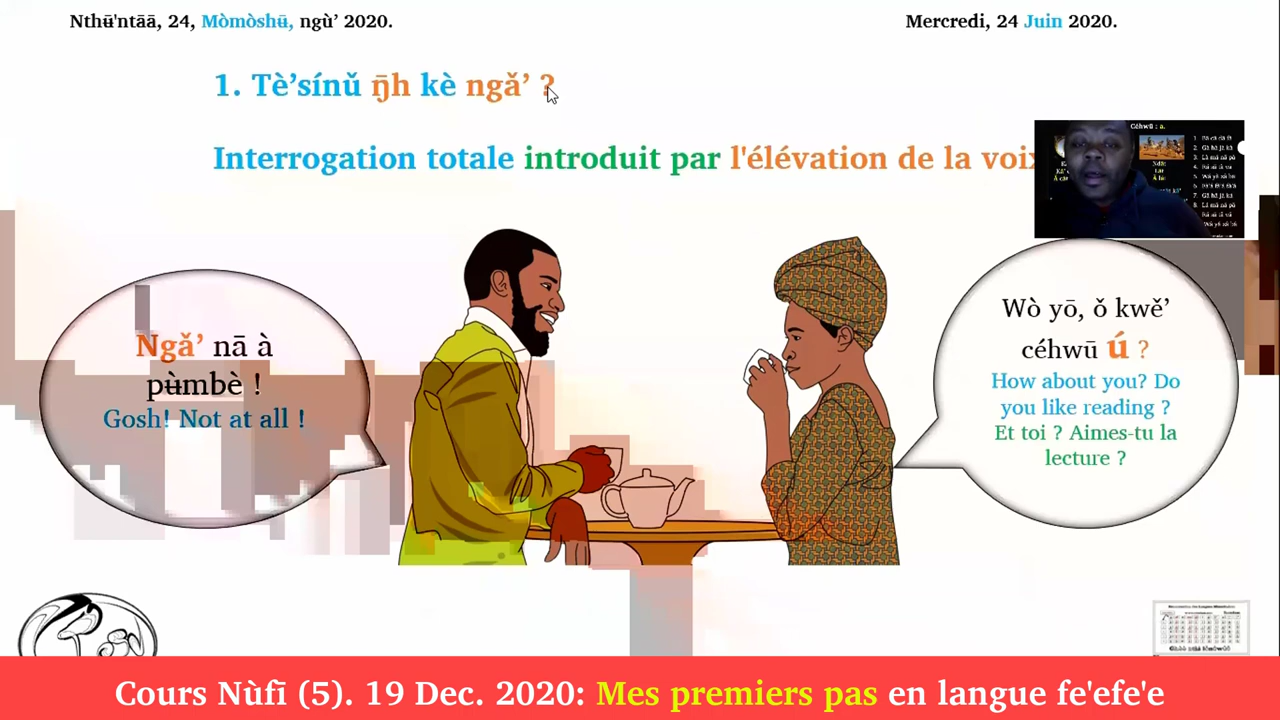 Nthʉ̄'ntāā, 24, Mòmòshʉ̄, ngù’ 2020.
Mercredi, 24 Juin 2020.
1. Tè’sínǔ ŋ̄h kè ngǎ’ ?
Interrogation totale introduit par l'élévation de la voix
Céhwū : a.
Ngǎ’ nā à
pʉ̀mbè !
Gosh! Not at all !
Wò yō, ǒ kwě’
céhwū ú ?
How about you? Do
you like reading ?
Et toi ? Aimes-tu la
lecture ?
Cours Nùfī (5). 19 Dec. 2020: Mes premiers pas en langue fe'efe'e